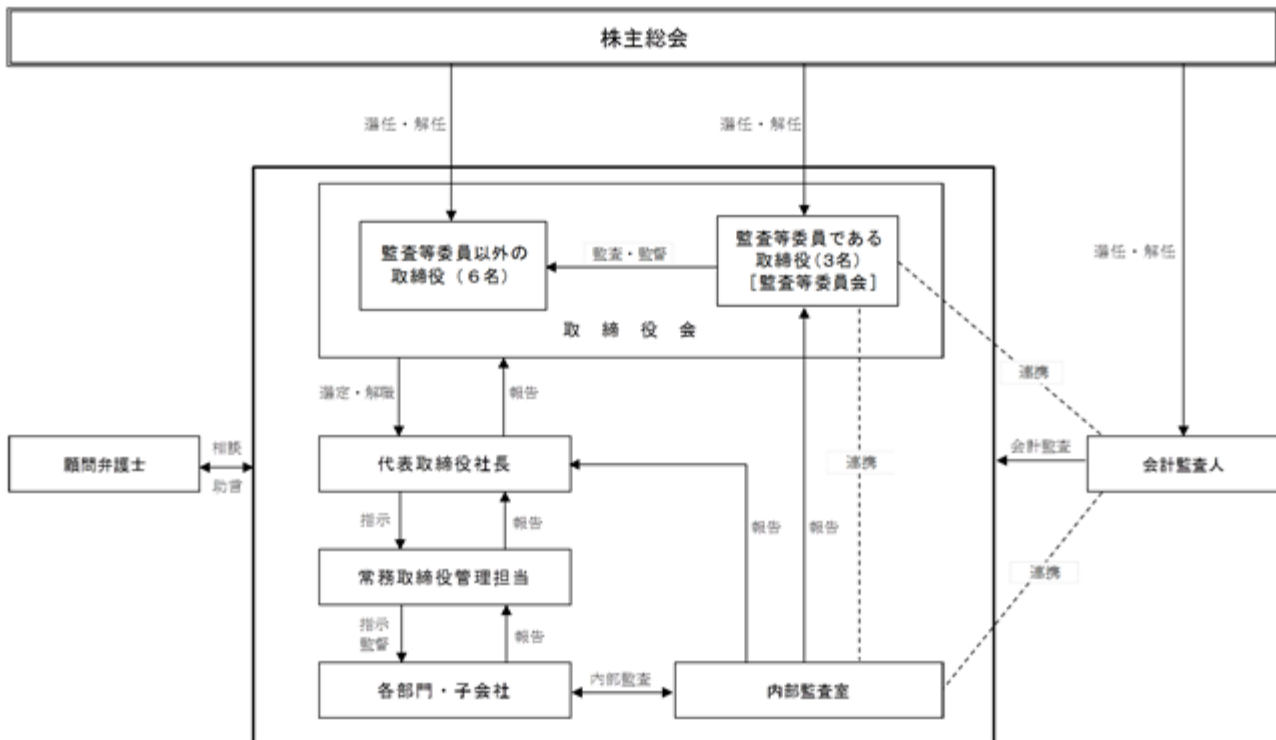 株主総会
選任・解任
選任・解任
選任・解任
監査等委員以外の
取締役（６名）
監査・監督
監査等委員である
取締役(3名)
［監査等委員会］
取締役会
選定・解職
報告
連携
顧問弁護士
相談
助言
代表取締役社長
連携
会計監査
会計監査人
指示
報告
報告
報告
常務取締役管理担当
連携
指示
監督
報告
各部門・子会社
内部監査
内部監査室